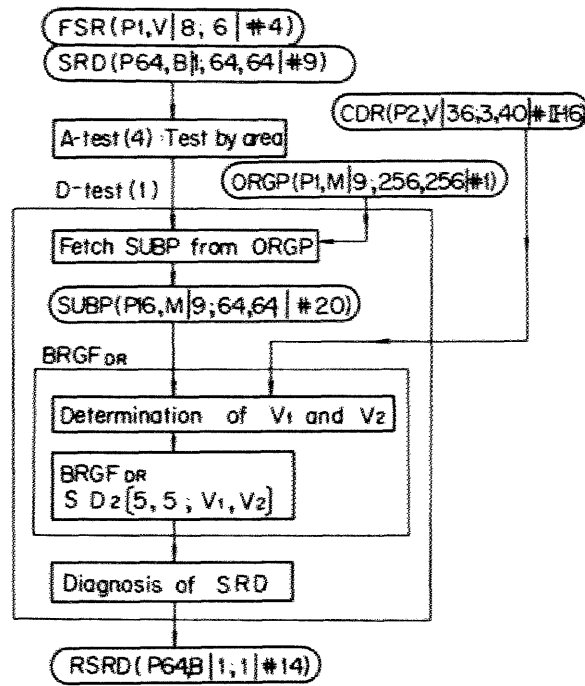 FSR(P1,V|8; 6|#4)
SRD(P64,B|1; 64,64|#9)
CDR(P2,V|36;3,40|#
A-test(4) Test by area
ORGP(P1,M|9;256,256|#1)
D-test(1)
Fetch SUBP from ORGP
SUBP(P16,M|9;64,64|#20)
BRGF DR
Determination of V1 and V2
BRGF DR
S D2[5,5; V1,V2]
Diagnosis of SRD
RSRD(P64,B|1;1|#14)